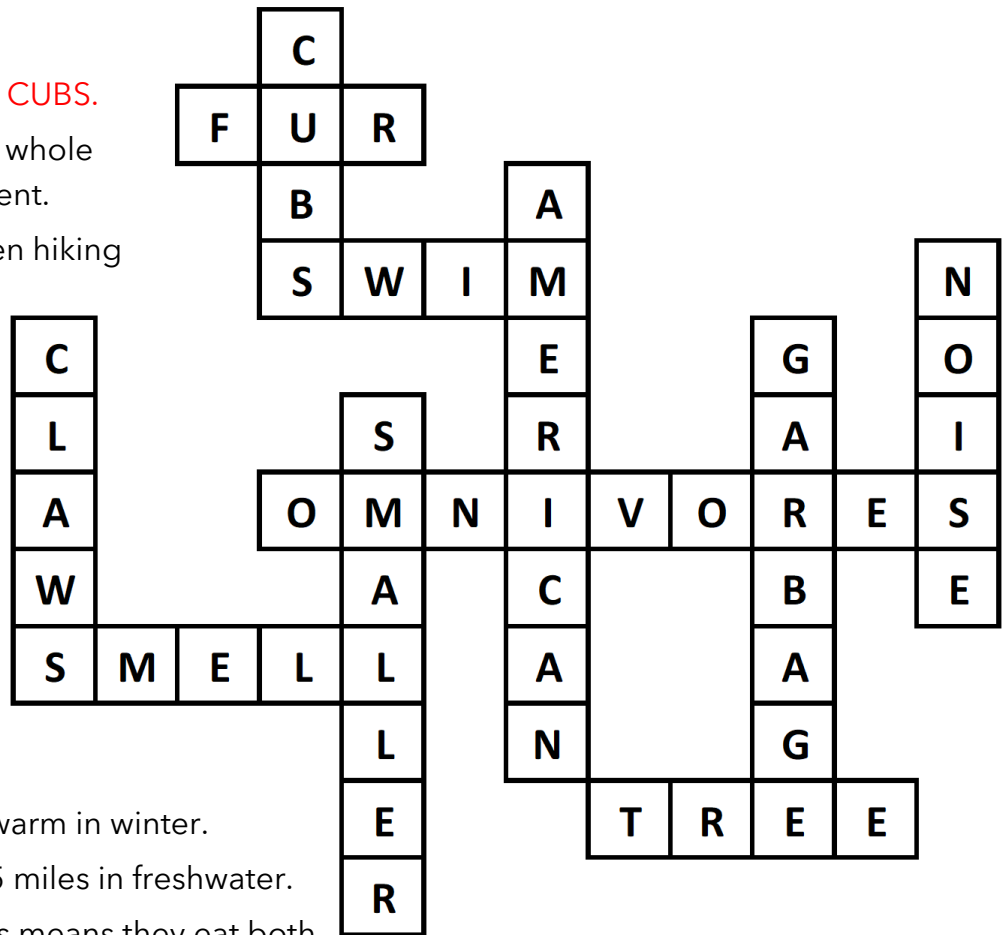 C
CUBS.
F U R
whole
ent.
B A
en hiking
S W I M N
C E G O
L S R A I
A O M N I V O R E S
W A C B E
S M E L L A A
L N G
warm in winter.
E T R E E
5 miles in freshwater.
R
s means they eat both